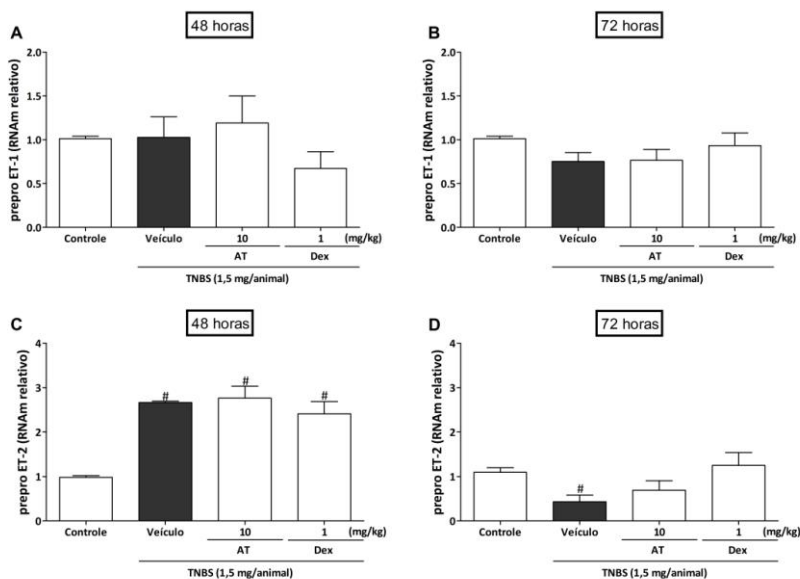 A
48 horas
prepro ET-1 (RNAm relativo)
2.0
1.5
1.0
0.5
0.0
Controle Veículo 10 1 (mg/kg)
AT Dex
TNBS (1,5 mg/animal)
B
72 horas
prepro ET-1 (RNAm relativo)
2.0
1.5
1.0
0.5
0.0
Controle Veículo 10 1 (mg/kg)
AT Dex
TNBS (1,5 mg/animal)
C
48 horas
prepro ET-2 (RNAm relativo)
4
3
2
1
0
# # #
Controle Veículo 10 1 (mg/kg)
AT Dex
TNBS (1,5 mg/animal)
D
72 horas
prepro ET-2 (RNAm relativo)
4
3
2
1
0
#
Controle Veículo 10 1 (mg/kg)
AT Dex
TNBS (1,5 mg/animal)